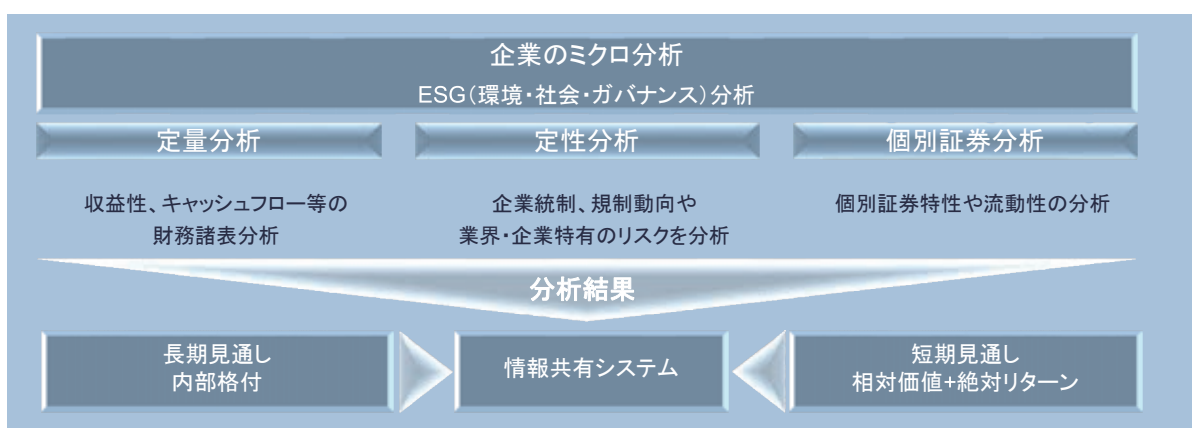 企業のミクロ分析
ESG(環境・社会・ガバナンス)分析
定量分析
定性分析
個別証券分析
収益性、キャッシュフロー等の
財務諸表分析
企業統制、規制動向や
業界・企業特有のリスクを分析
個別証券特性や流動性の分析
分析結果
長期見通し
内部格付
情報共有システム
短期見通し
相対価値+絶対リターン